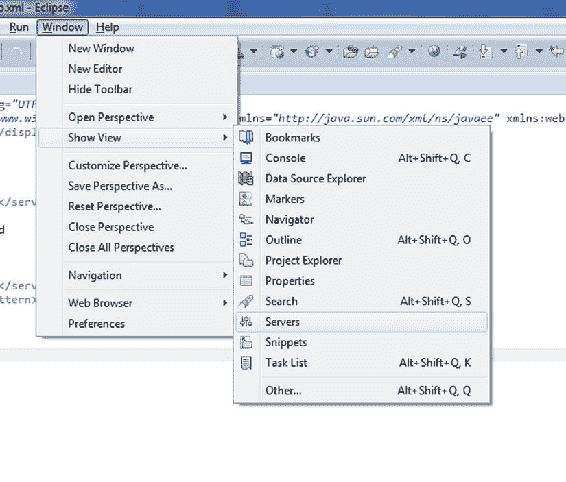 .xml - Eclipse
Run Window Help
New Window
New Editor
Hide Toolbar
Open Perspective
Show View
Customize Perspective...
Save Perspective As...
Reset Perspective...
Close Perspective
Close All Perspectives
Navigation
Web Browser
Preferences
Bookmarks
Console Alt+Shift+Q, C
Data Source Explorer
Markers
Navigator
Outline Alt+Shift+Q, O
Project Explorer
Properties
Search Alt+Shift+Q, S
Servers
Snippets
Task List Alt+Shift+Q, K
Other... Alt+Shift+Q, Q
g="UTF
www.w3
xmlns="http://java.sun.com/xml/ns/javaee" xmlns:web
/displ
</serv
d
</serv
ttern>